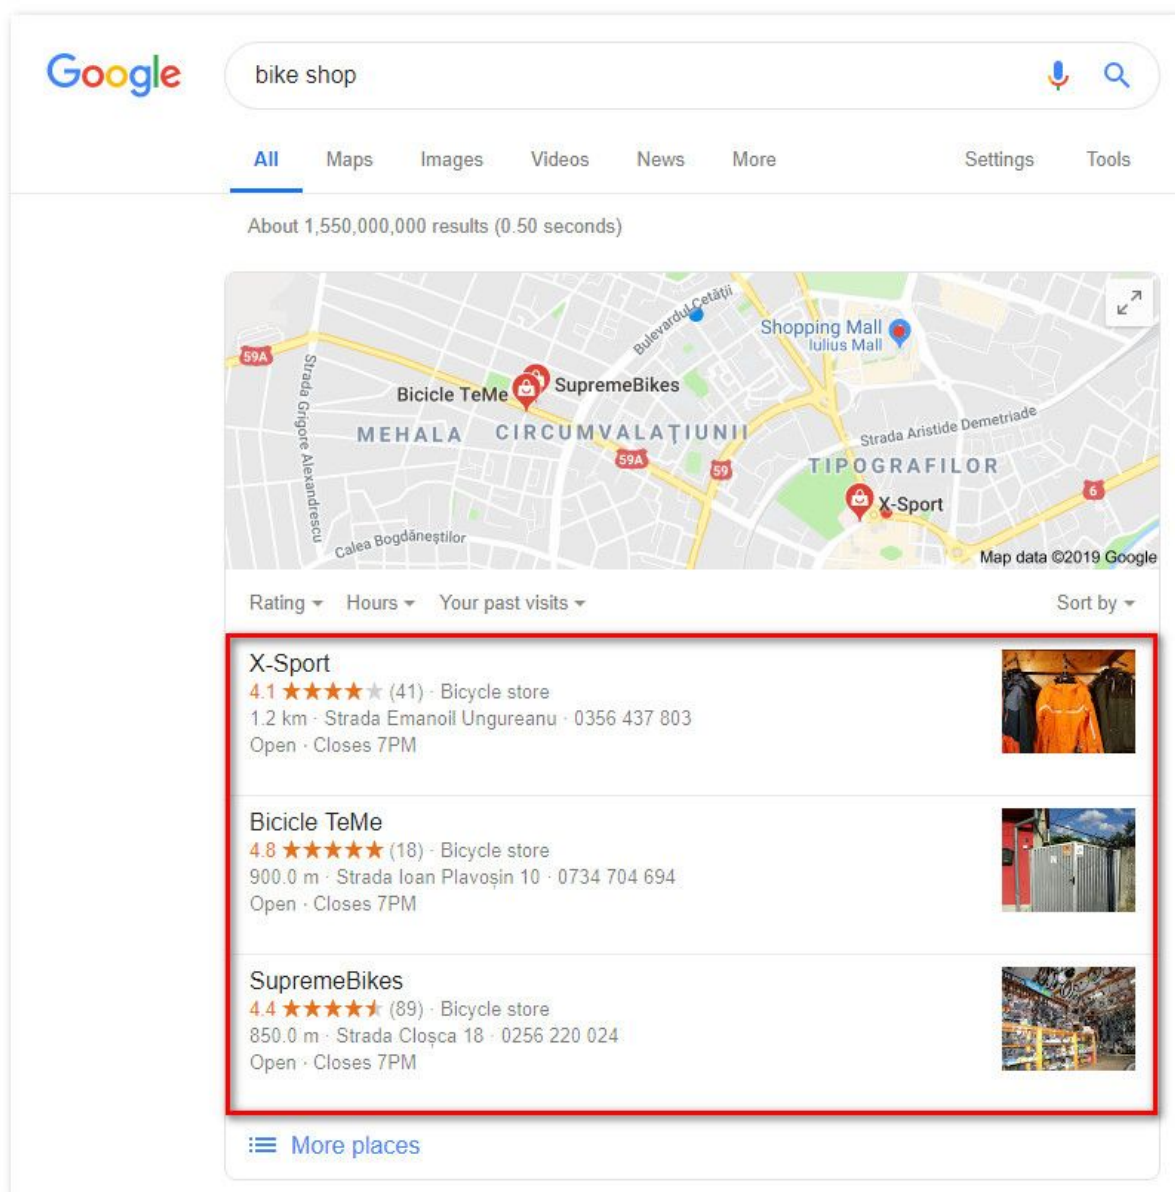 Google
bike shop
All Maps Images Videos News More Settings Tools
About 1,550,000,000 results (0.50 seconds)
Bulevardul Cetății
Shopping Mall
Iulius Mall
59A
Strada Grigore Alexandrescu
Bicicle TeMe
SupremeBikes
MEHALA
CIRCUMVALAȚIUNII
Strada Aristide Demetriade
59A
59
TIPOGRAFILOR
6
X-Sport
Calea Bogdăneștilor
Map data ©2019 Google
Rating Hours Your past visits Sort by
X-Sport
4.1 (41) · Bicycle store
1.2 km · Strada Emanoil Ungureanu · 0356 437 803
Open · Closes 7PM
Bicicle TeMe
4.8 (18) · Bicycle store
900.0 m · Strada Ioan Plavoșin 10 · 0734 704 694
Open · Closes 7PM
SupremeBikes
4.4 (89) · Bicycle store
850.0 m · Strada Cloșca 18 · 0256 220 024
Open · Closes 7PM
More places